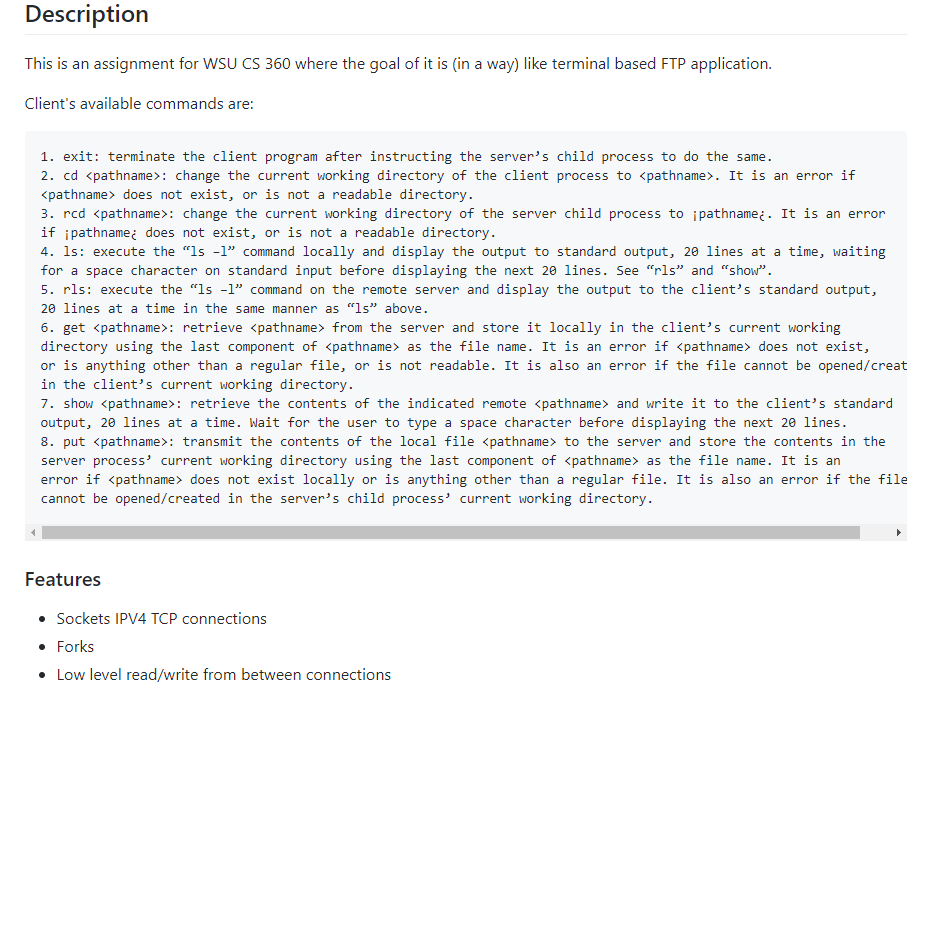 Description
This is an assignment for WSU CS 360 where the goal of it is (in a way) like terminal based FTP application.
Client's available commands are:
1. exit: terminate the client program after instructing the server’s child process to do the same.
2. cd <pathname>: change the current working directory of the client process to <pathname>. It is an error if
<pathname> does not exist, or is not a readable directory.
3. rcd <pathname>: change the current working directory of the server child process to ¡pathname¿. It is an error
if ¡pathname¿ does not exist, or is not a readable directory.
4. ls: execute the “ls –l” command locally and display the output to standard output, 20 lines at a time, waiting
for a space character on standard input before displaying the next 20 lines. See “rls” and “show”.
5. rls: execute the “ls –l” command on the remote server and display the output to the client’s standard output,
20 lines at a time in the same manner as “ls” above.
6. get <pathname>: retrieve <pathname> from the server and store it locally in the client’s current working
directory using the last component of <pathname> as the file name. It is an error if <pathname> does not exist,
or is anything other than a regular file, or is not readable. It is also an error if the file cannot be opened/creat
in the client’s current working directory.
7. show <pathname>: retrieve the contents of the indicated remote <pathname> and write it to the client’s standard
output, 20 lines at a time. Wait for the user to type a space character before displaying the next 20 lines.
8. put <pathname>: transmit the contents of the local file <pathname> to the server and store the contents in the
server process’ current working directory using the last component of <pathname> as the file name. It is an
error if <pathname> does not exist locally or is anything other than a regular file. It is also an error if the file
cannot be opened/created in the server’s child process’ current working directory.
Features
Sockets IPV4 TCP connections
Forks
Low level read/write from between connections